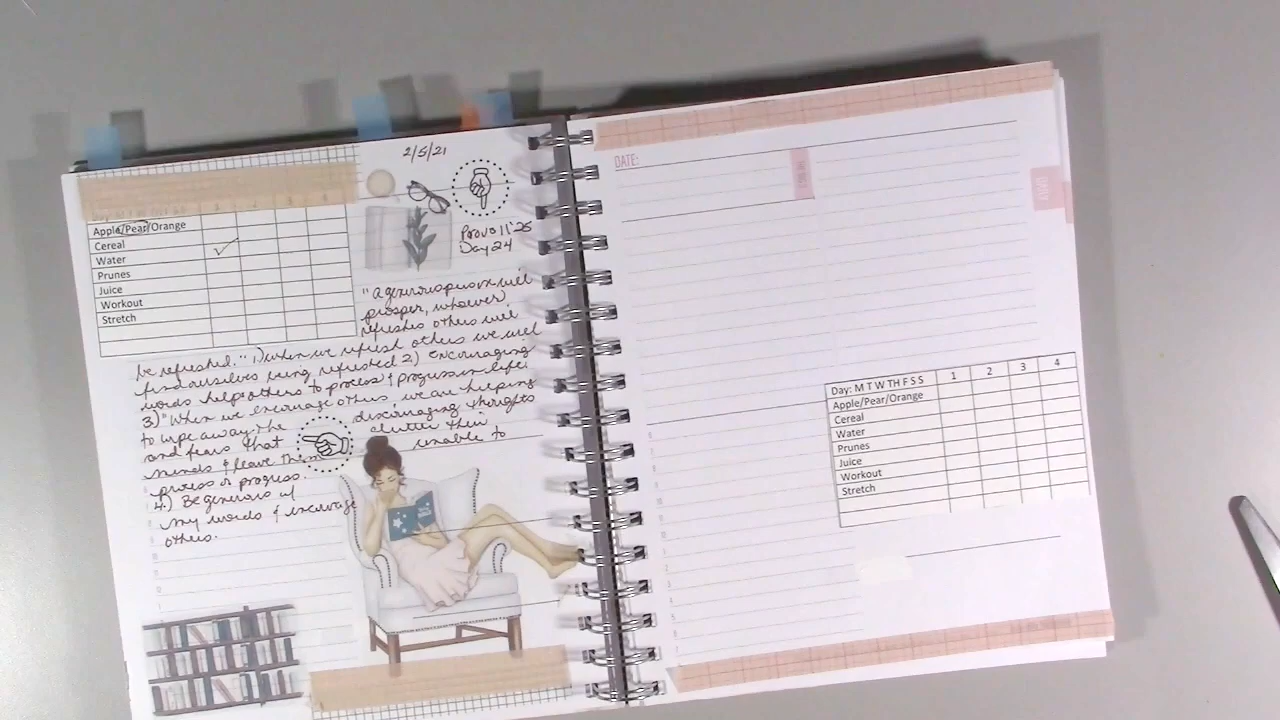 2/5/21
Apple/Pear/Orange
Cereal
Water
Prunes
Juice
Workout
Stretch
Prov 11:25
Day 24
"A generous person will
prosper, whoever
refreshes others will
be refreshed." 1) When we refresh others we will
find ourselves being refreshed 2) Encouraging
words help others to process & progress in life.
3) "When we encourage others we are helping
to wipe away the discouraging thoughts
and fears that clutter their
minds & leave them unable to
process or progress.
4.) Be generous w/
my words & encourage
others.
DATE:
Day: M T W TH F S S 1 2 3 4
Apple/Pear/Orange
Cereal
Water
Prunes
Juice
Workout
Stretch